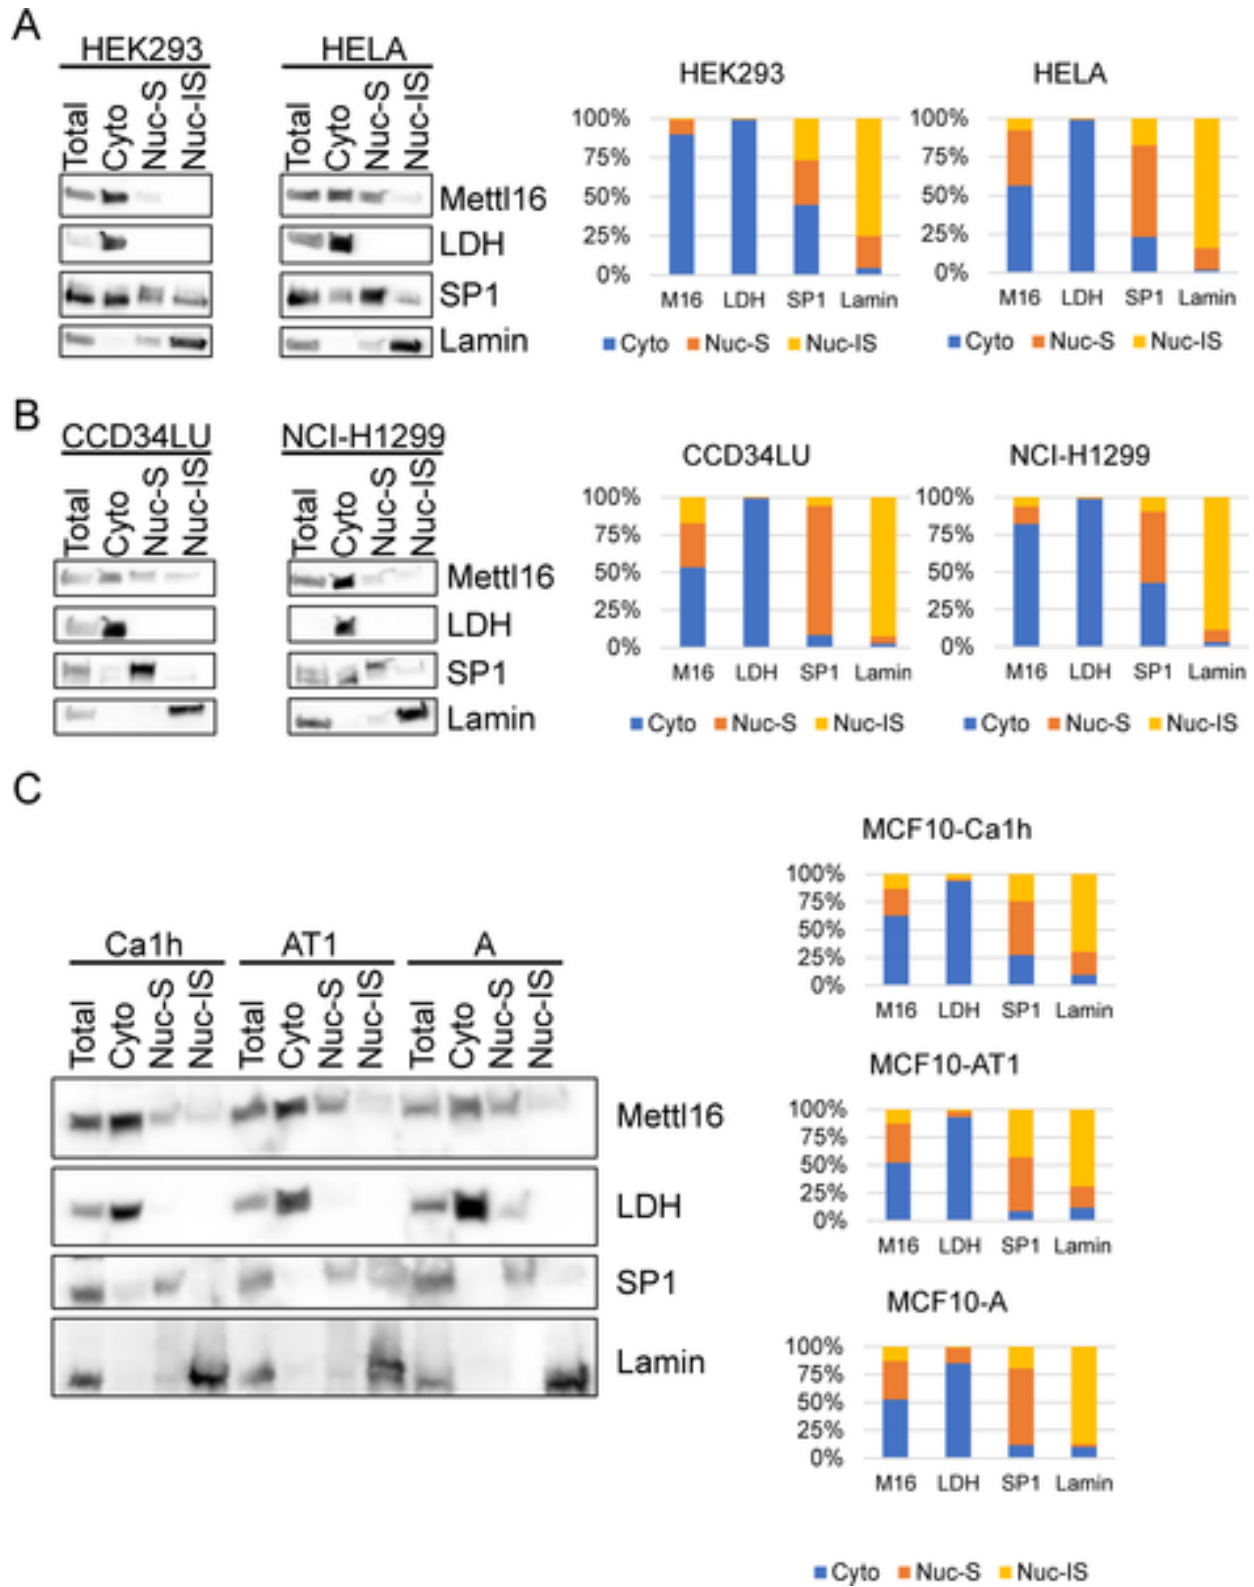 A
HEK293 HELA
Total Cyto Nuc-S Nuc-IS Total Cyto Nuc-S Nuc-IS
Mettl16
LDH
SP1
Lamin
HEK293
100%
75%
50%
25%
0%
M16 LDH SP1 Lamin
Cyto Nuc-S Nuc-IS
HELA
100%
75%
50%
25%
0%
M16 LDH SP1 Lamin
Cyto Nuc-S Nuc-IS
B
CCD34LU NCI-H1299
Total Cyto Nuc-S Nuc-IS Total Cyto Nuc-S Nuc-IS
Mettl16
LDH
SP1
Lamin
CCD34LU
100%
75%
50%
25%
0%
M16 LDH SP1 Lamin
Cyto Nuc-S Nuc-IS
NCI-H1299
100%
75%
50%
25%
0%
M16 LDH SP1 Lamin
Cyto Nuc-S Nuc-IS
C
Ca1h AT1 A
Total Cyto Nuc-S Nuc-IS Total Cyto Nuc-S Nuc-IS Total Cyto Nuc-S Nuc-IS
Mettl16
LDH
SP1
Lamin
MCF10-Ca1h
100%
75%
50%
25%
0%
M16 LDH SP1 Lamin
MCF10-AT1
100%
75%
50%
25%
0%
M16 LDH SP1 Lamin
MCF10-A
100%
75%
50%
25%
0%
M16 LDH SP1 Lamin
Cyto Nuc-S Nuc-IS